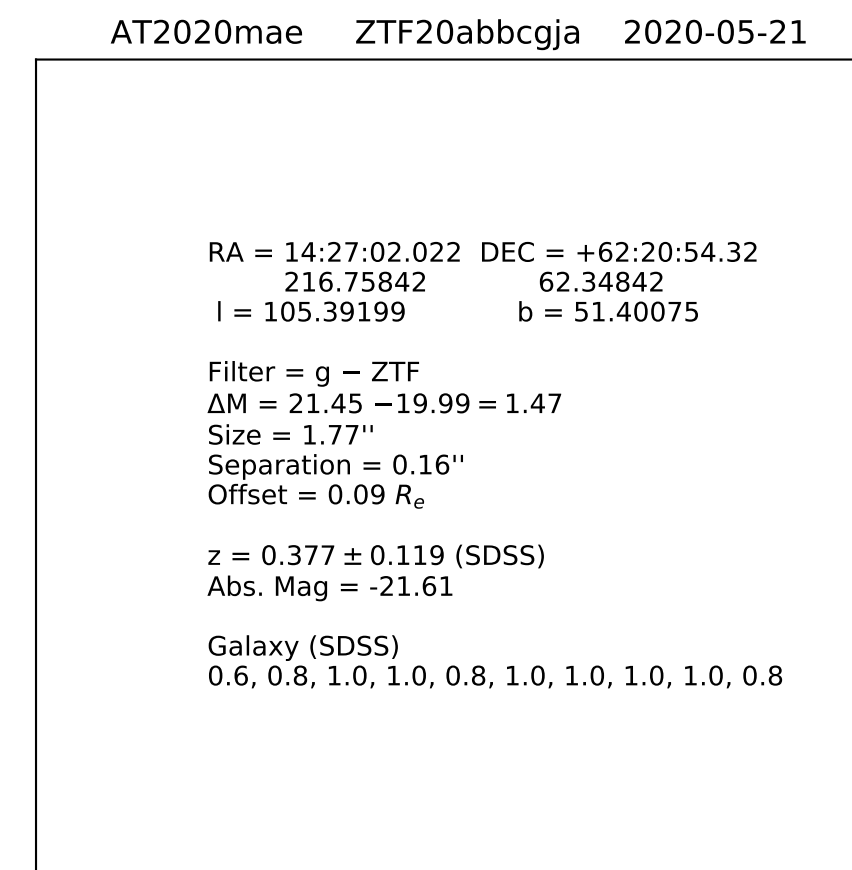 AT2020mae ZTF20abbcgja 2020-05-21
RA = 14:27:02.022 DEC = +62:20:54.32
216.75842 62.34842
l = 105.39199 b = 51.40075
Filter = g − ZTF
ΔM = 21.45 −19.99 = 1.47
Size = 1.77''
Separation = 0.16''
Offset = 0.09 Re
z = 0.377 ± 0.119 (SDSS)
Abs. Mag = -21.61
Galaxy (SDSS)
0.6, 0.8, 1.0, 1.0, 0.8, 1.0, 1.0, 1.0, 1.0, 0.8